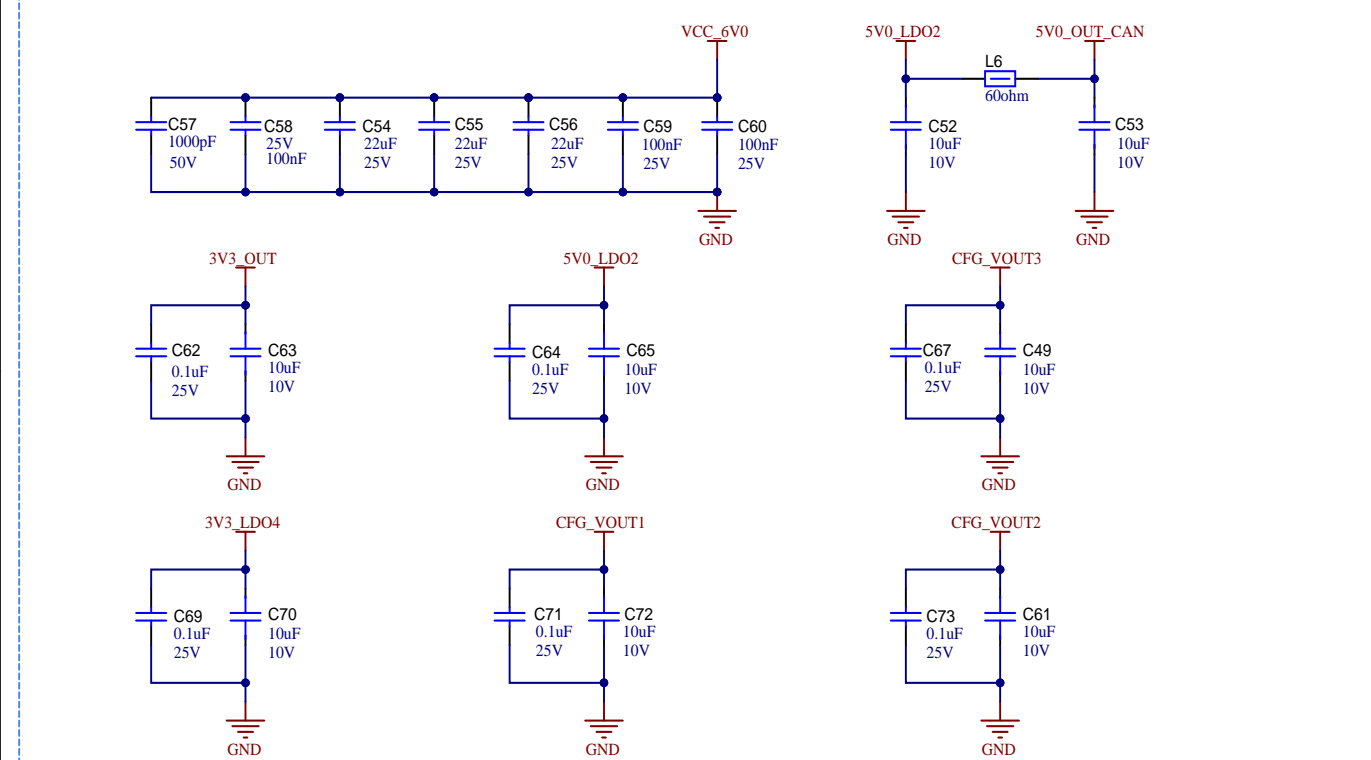 VCC_6V0
5V0_LDO2
5V0_OUT_CAN
L6
60ohm
C57
1000pF
50V
C58
25V
100nF
C54
22uF
25V
C55
22uF
25V
C56
22uF
25V
C59
100nF
25V
C60
100nF
25V
C52
10uF
10V
C53
10uF
10V
GND
GND
GND
3V3_OUT
5V0_LDO2
CFG_VOUT3
C62
0.1uF
25V
C63
10uF
10V
C64
0.1uF
25V
C65
10uF
10V
C67
0.1uF
25V
C49
10uF
10V
GND
GND
GND
3V3_LDO4
CFG_VOUT1
CFG_VOUT2
C69
0.1uF
25V
C70
10uF
10V
C71
0.1uF
25V
C72
10uF
10V
C73
0.1uF
25V
C61
10uF
10V
GND
GND
GND